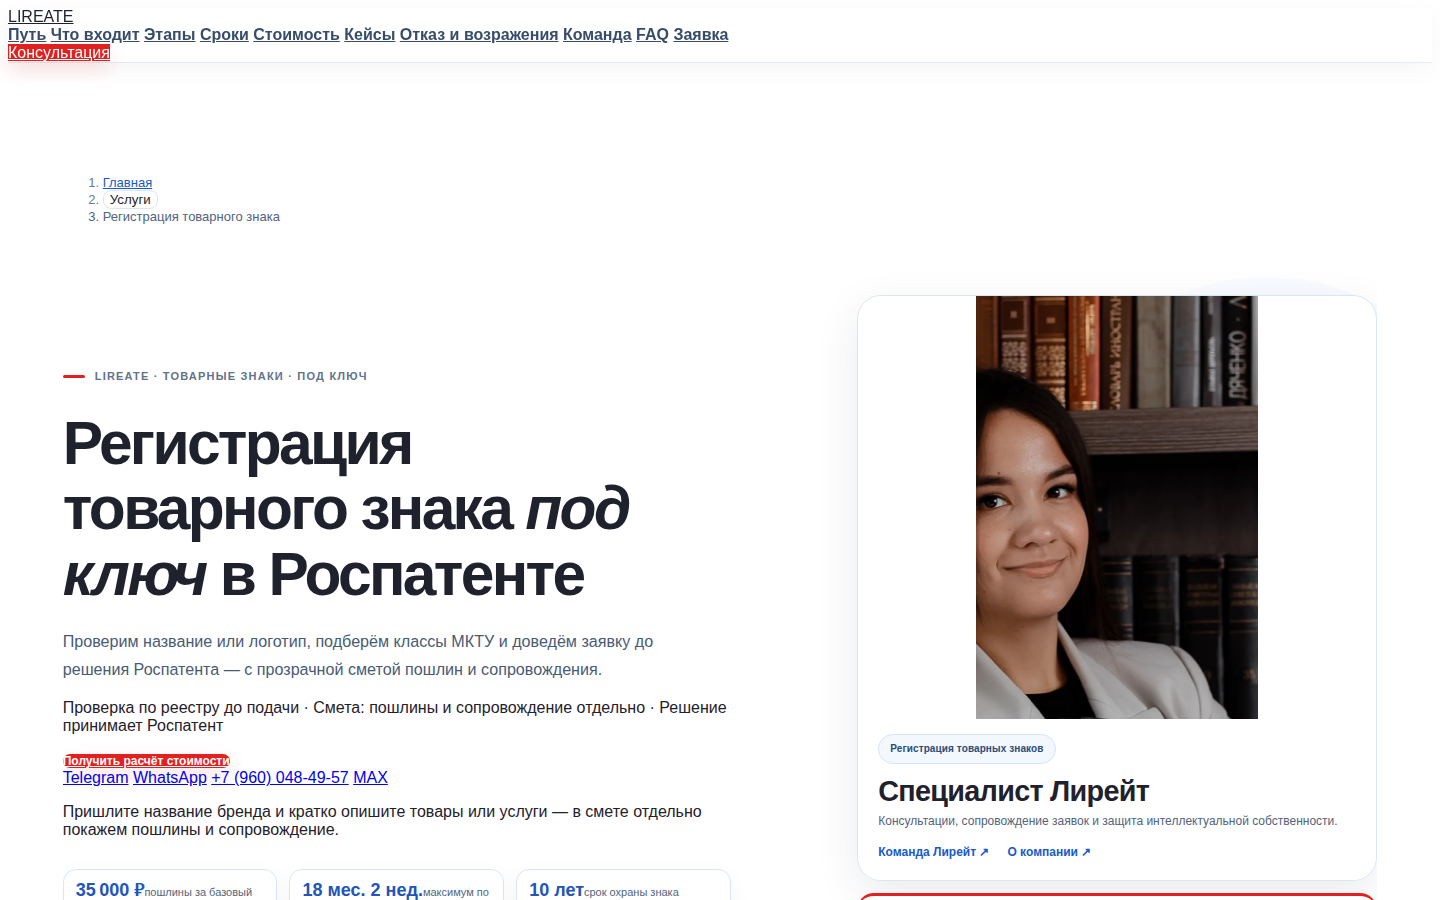 LIREATE
Путь Что входит Этапы Сроки Стоимость Кейсы Отказ и возражения Команда FAQ Заявка
Консультация
1. Главная
2. Услуги
3. Регистрация товарного знака
LIREATE · ТОВАРНЫЕ ЗНАКИ · ПОД КЛЮЧ
Регистрация
товарного знака под
ключ в Роспатенте
Проверим название или логотип, подберём классы МКТУ и доведём заявку до
решения Роспатента — с прозрачной сметой пошлин и сопровождения.
Проверка по реестру до подачи · Смета: пошлины и сопровождение отдельно · Решение
принимает Роспатент
Получить расчёт стоимости
Telegram WhatsApp +7 (960) 048-49-57 MAX
Пришлите название бренда и кратко опишите товары или услуги — в смете отдельно
покажем пошлины и сопровождение.
35 000 ₽пошлины за базовый
18 мес. 2 нед.максимум по
10 летсрок охраны знака
Регистрация товарных знаков
Специалист Лирейт
Консультации, сопровождение заявок и защита интеллектуальной собственности.
Команда Лирейт ↗ О компании ↗